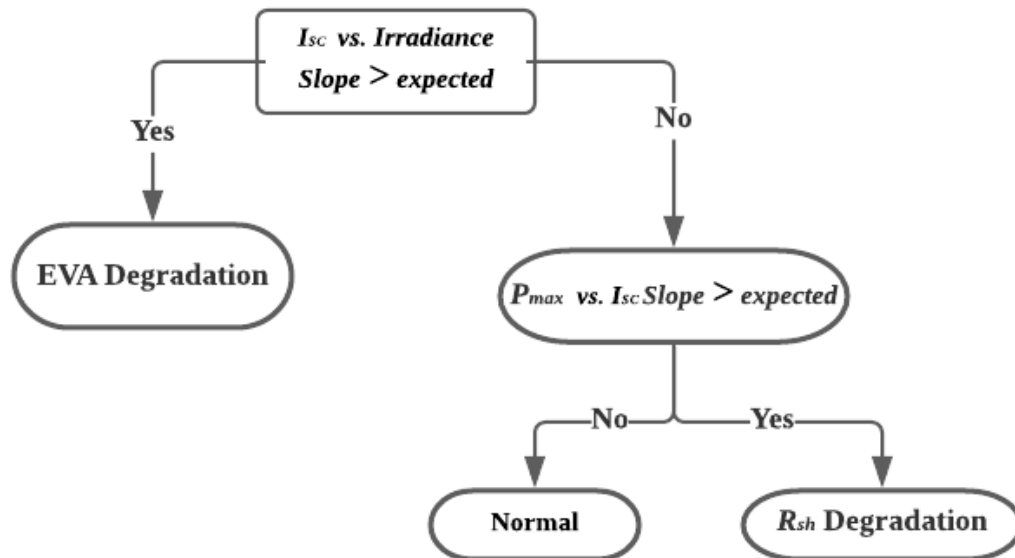 Isc vs. Irradiance
Slope > expected
Yes
No
EVA Degradation
Pmax vs. Isc Slope > expected
No
Yes
Normal
Rsh Degradation